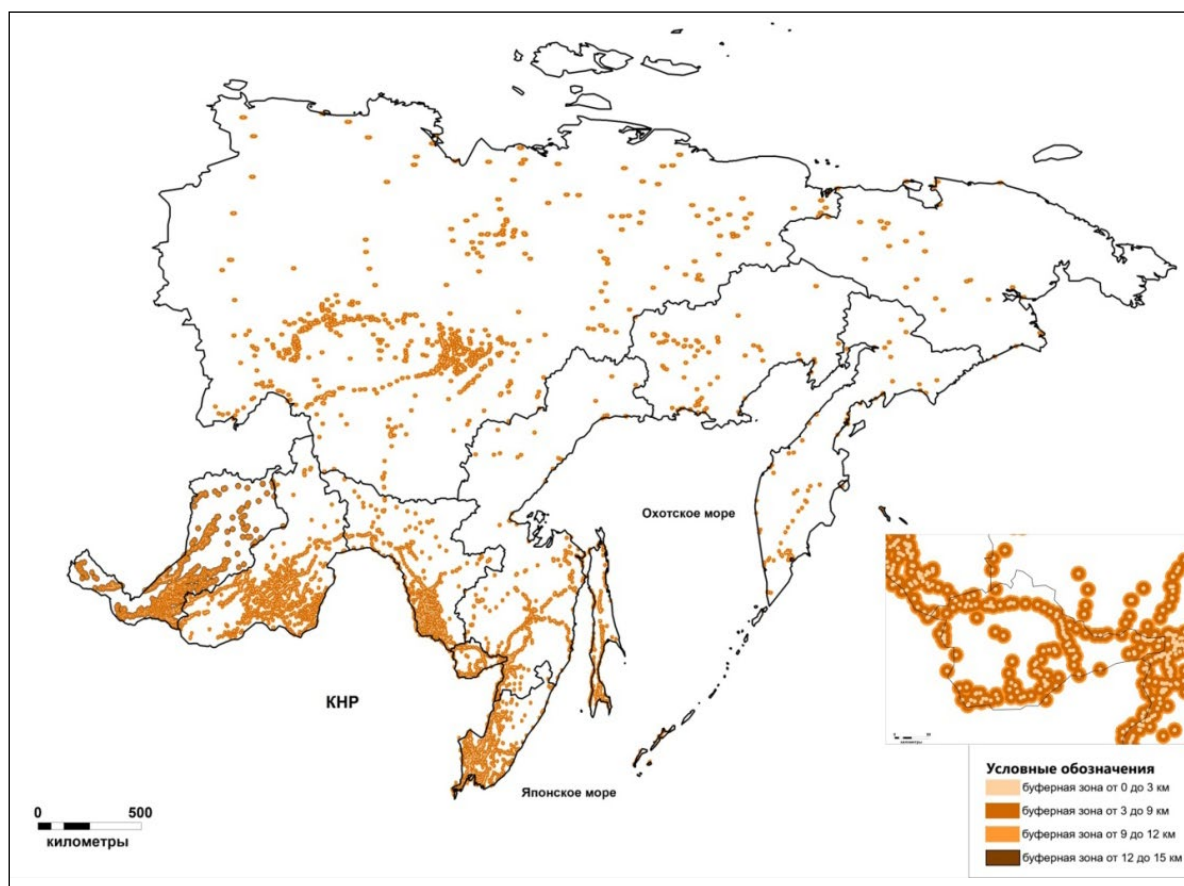 Охотское море
КНР
Японское море
0 500
километры
километры
Условные обозначения
буферная зона от 0 до 3 км
буферная зона от 3 до 9 км
буферная зона от 9 до 12 км
буферная зона от 12 до 15 км